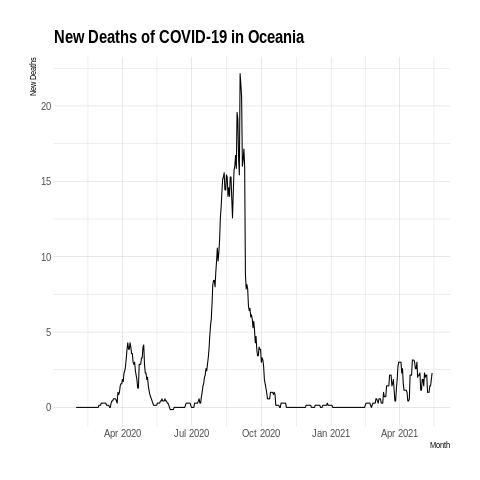 New Deaths of COVID-19 in Oceania
New Deaths
20
15
10
5
0
Apr 2020 Jul 2020 Oct 2020 Jan 2021 Apr 2021
Month